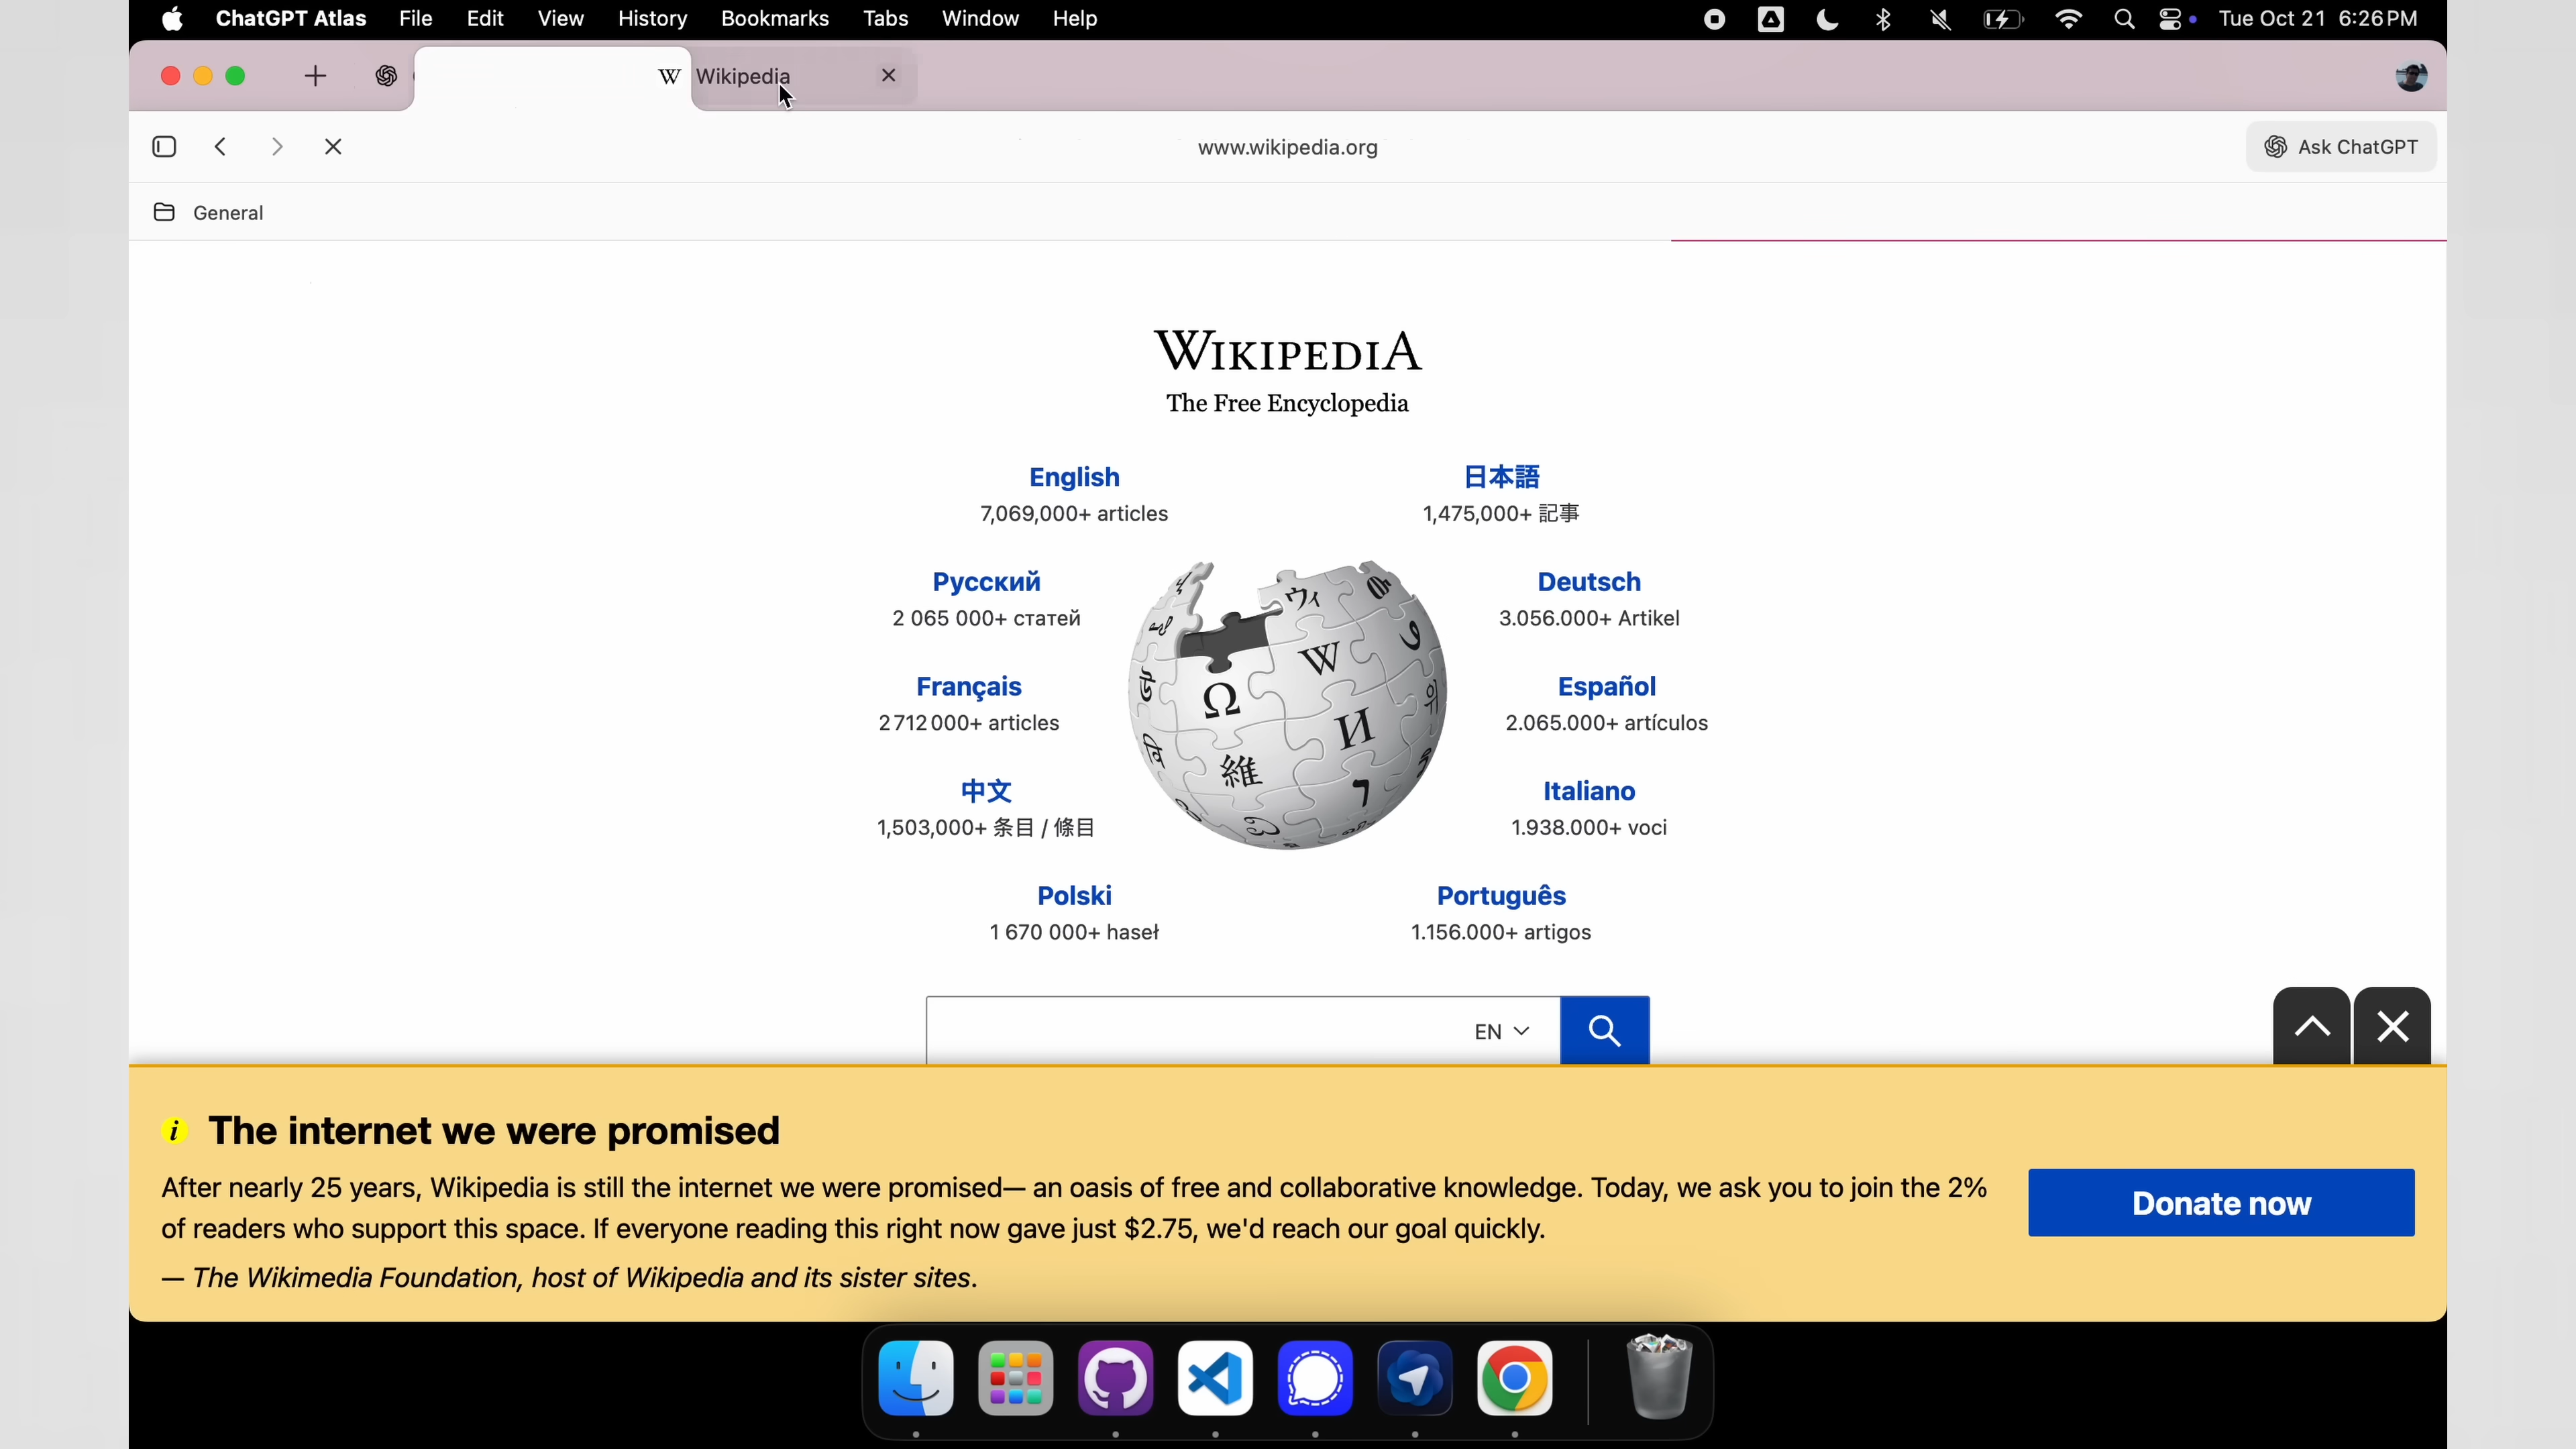 ChatGPT Atlas File Edit View History Bookmarks Tabs Window Help Tue Oct 21 6:26 PM
W Wikipedia
www.wikipedia.org
Ask ChatGPT
General
WIKIPEDIA
The Free Encyclopedia
English
7,069,000+ articles
日本語
1,475,000+ 記事
Русский
2 065 000+ статей
Deutsch
3.056.000+ Artikel
Français
2 712 000+ articles
Español
2.065.000+ artículos
中文
1,503,000+ 条目 / 條目
Italiano
1.938.000+ voci
Polski
1 670 000+ haseł
Português
1.156.000+ artigos
Ω W И 維 ウィ
EN
i The internet we were promised
After nearly 25 years, Wikipedia is still the internet we were promised— an oasis of free and collaborative knowledge. Today, we ask you to join the 2%
of readers who support this space. If everyone reading this right now gave just $2.75, we'd reach our goal quickly.
— The Wikimedia Foundation, host of Wikipedia and its sister sites.
Donate now